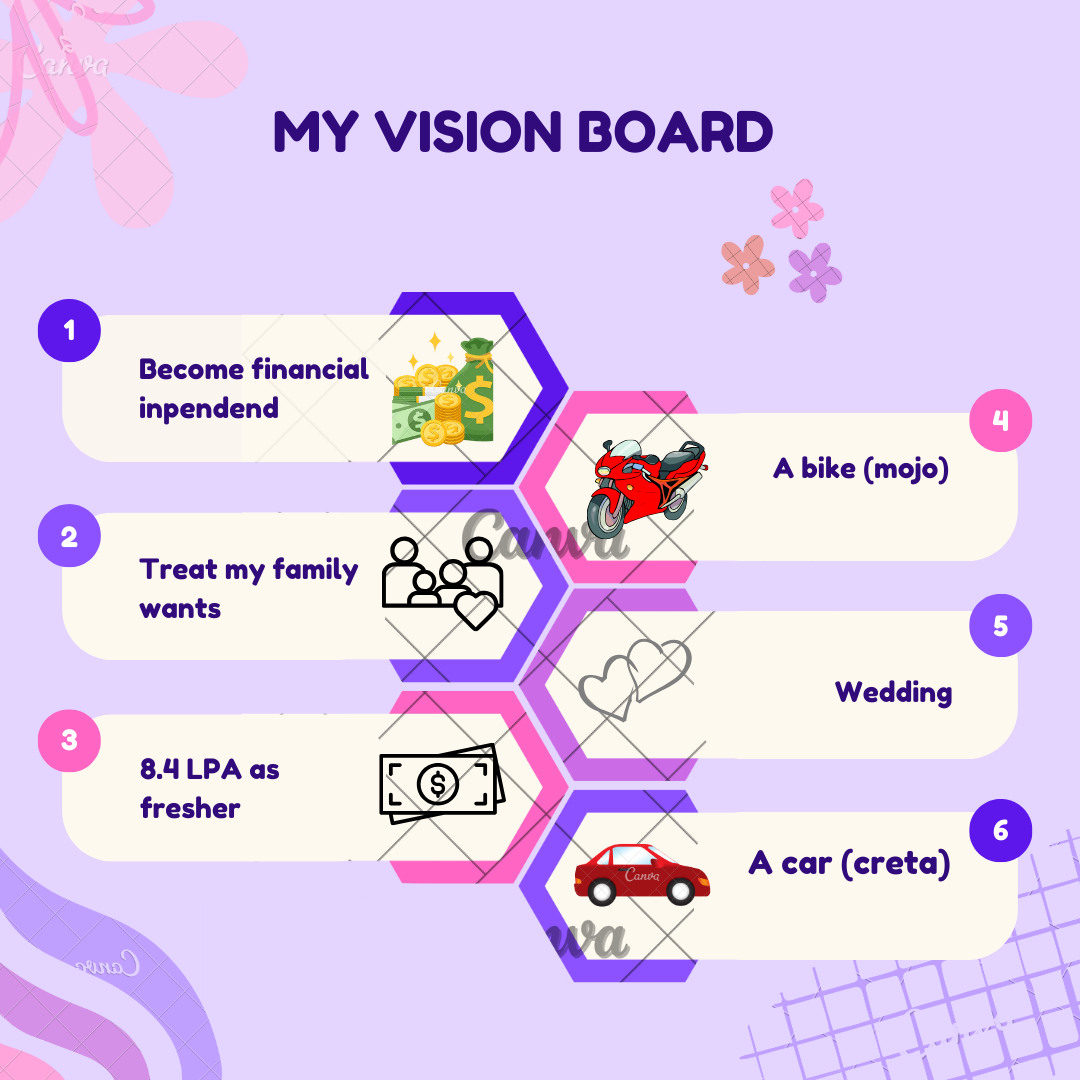 MY VISION BOARD
1
Become financial
inpendend
2
Treat my family
wants
3
8.4 LPA as
fresher
4
A bike (mojo)
5
Wedding
6
A car (creta)
Canva
Canva
Canva
Canva